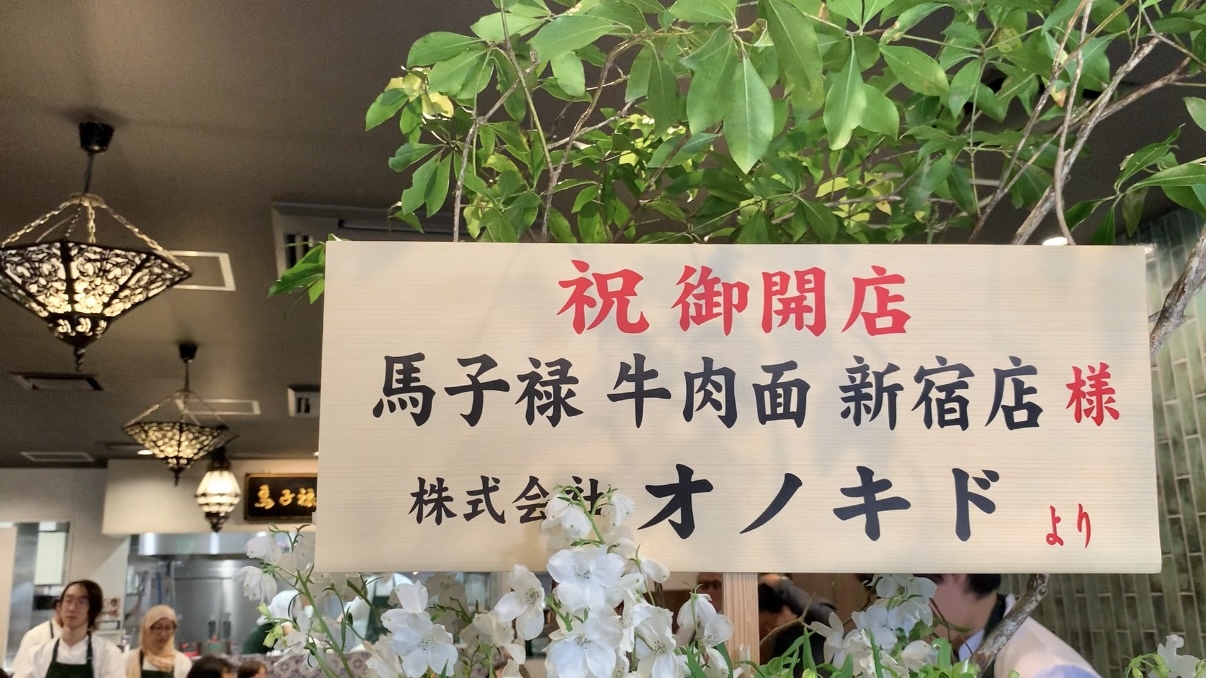 祝 御開店
馬子禄 牛肉面 新宿店 様
株式会社 オノキド より
馬子禄